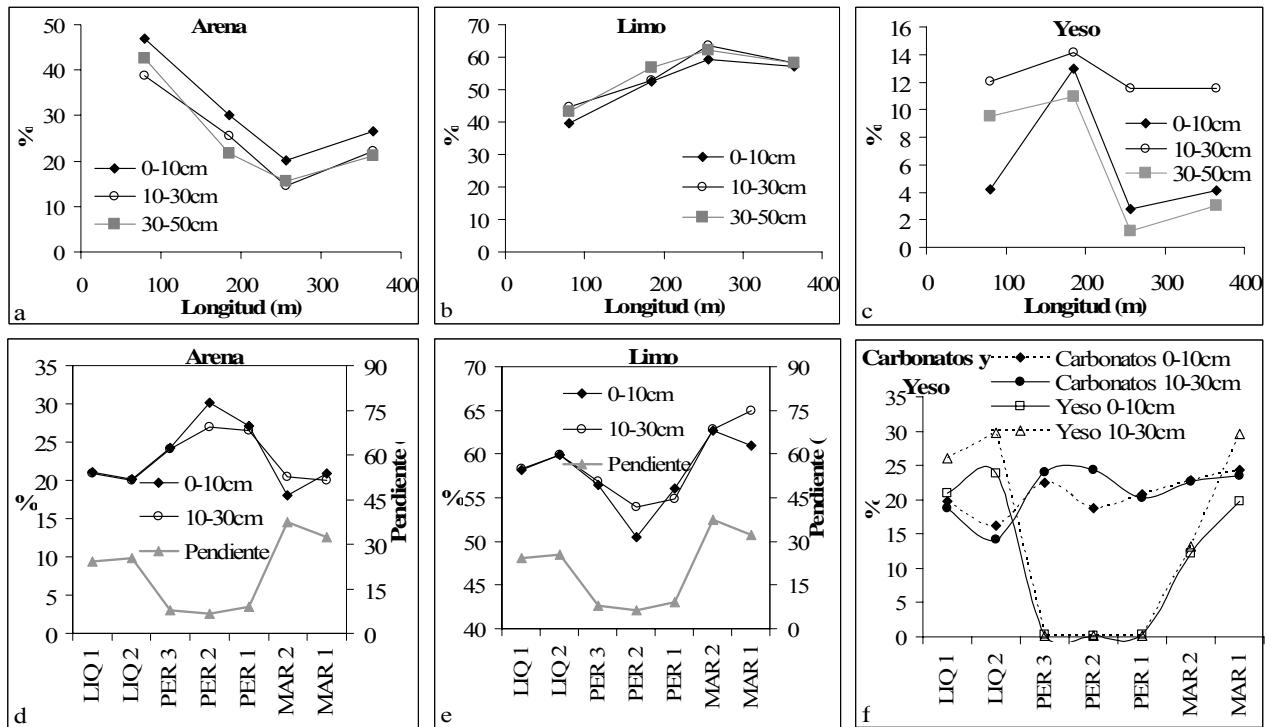 Arena
50
40
30
20
10
0
%
0-10cm
10-30cm
30-50cm
0 100 200 300 400
Longitud (m)
a
Limo
70
60
50
40
30
20
10
0
%
0-10cm
10-30cm
30-50cm
0 100 200 300 400
Longitud (m)
b
Yeso
16
14
12
10
8
6
4
2
0
%
0-10cm
10-30cm
30-50cm
0 100 200 300 400
Longitud (m)
c
Arena
35
30
25
20
15
10
5
0
%
0-10cm
10-30cm
Pendiente
90
75
60
45
30
15
0
Pendiente (
LIQ 1
LIQ 2
PER 3
PER 2
PER 1
MAR 2
MAR 1
d
Limo
70
65
60
55
50
45
40
%
0-10cm
10-30cm
Pendiente
90
75
60
45
30
15
0
Pendiente (
LIQ 1
LIQ 2
PER 3
PER 2
PER 1
MAR 2
MAR 1
e
Carbonatos y
Yeso
Carbonatos 0-10cm
Carbonatos 10-30cm
Yeso 0-10cm
Yeso 10-30cm
35
30
25
20
15
10
5
0
%
LIQ 1
LIQ 2
PER 3
PER 2
PER 1
MAR 2
MAR 1
f